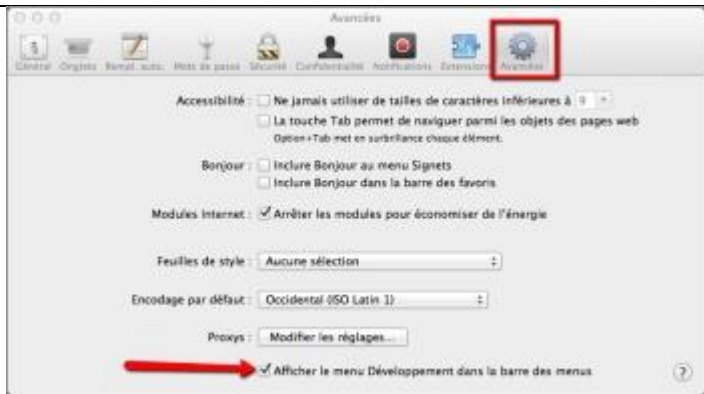 Avancées
Général Onglets Rempl. auto. Mots de passe Sécurité Confidentialité Notifications Extensions Avancées
Accessibilité : Ne jamais utiliser de tailles de caractères inférieures à 9
La touche Tab permet de naviguer parmi les objets des pages web
Option+Tab met en surbrillance chaque élément.
Bonjour : Inclure Bonjour au menu Signets
Inclure Bonjour dans la barre des favoris
Modules Internet : Arrêter les modules pour économiser de l'énergie
Feuilles de style : Aucune sélection
Encodage par défaut : Occidental (ISO Latin 1)
Proxys : Modifier les réglages...
Afficher le menu Développement dans la barre des menus
?